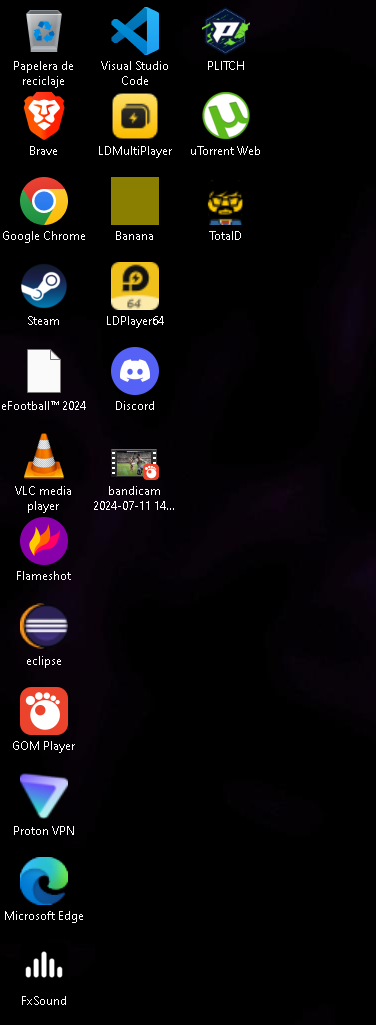 Papelera de
reciclaje
Brave
Google Chrome
Steam
eFootball™ 2024
VLC media
player
Flameshot
eclipse
GOM Player
Proton VPN
Microsoft Edge
FxSound
Visual Studio
Code
LDMultiPlayer
Banana
64
LDPlayer64
Discord
bandicam
2024-07-11 14...
PLITCH
uTorrent Web
TotalD